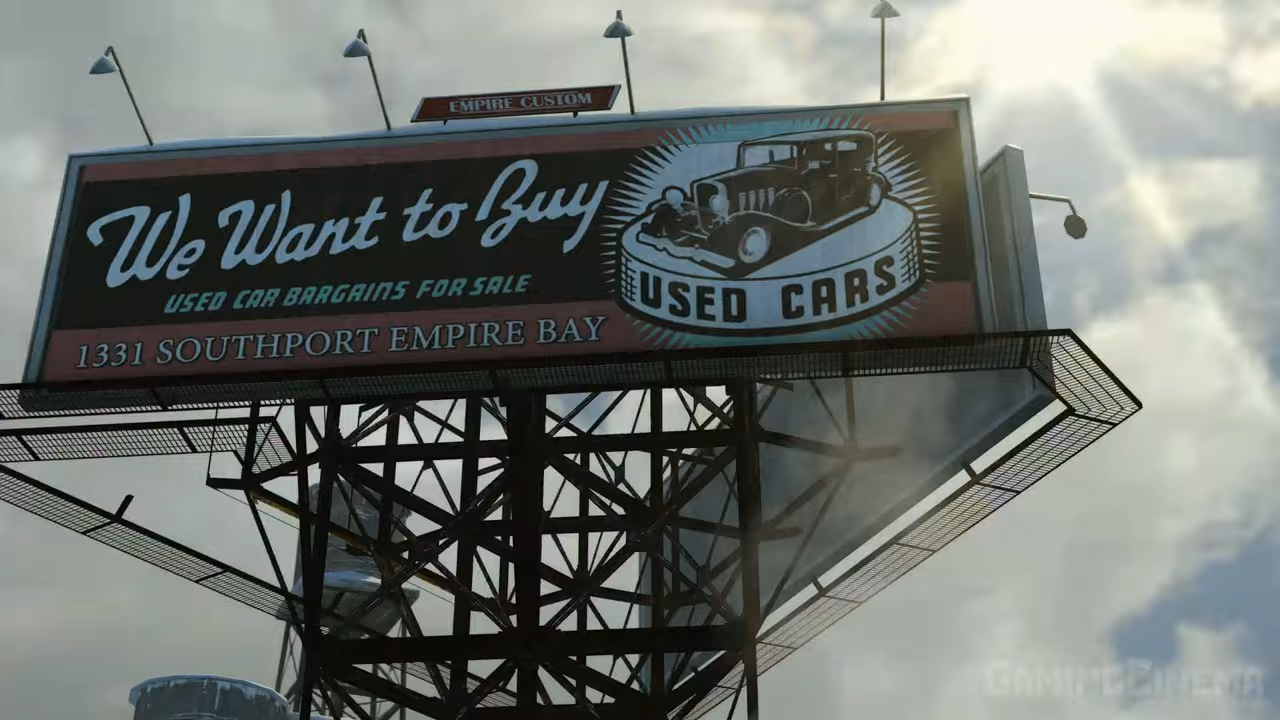 EMPIRE CUSTOM
We Want to Buy
USED CAR BARGAINS FOR SALE
1331 SOUTHPORT EMPIRE BAY
USED CARS
GAMINGCINEMA